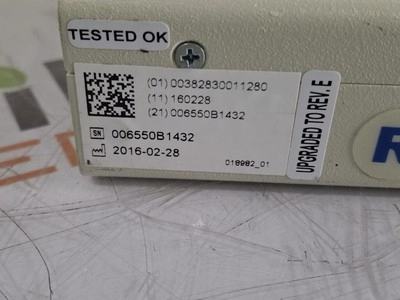 TESTED OK
(01) 00382830011280
(11) 160228
(21) 006550B1432
SN 006550B1432
2016-02-28
018982_01
UPGRADED TO REV. E
R